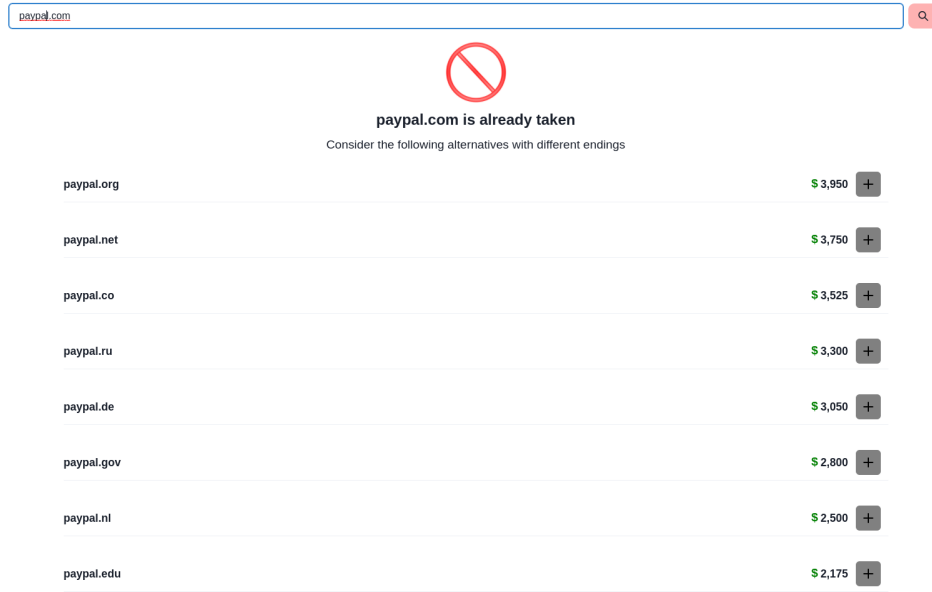 paypal.com
paypal.com is already taken
Consider the following alternatives with different endings
paypal.org $ 3,950
paypal.net $ 3,750
paypal.co $ 3,525
paypal.ru $ 3,300
paypal.de $ 3,050
paypal.gov $ 2,800
paypal.nl $ 2,500
paypal.edu $ 2,175